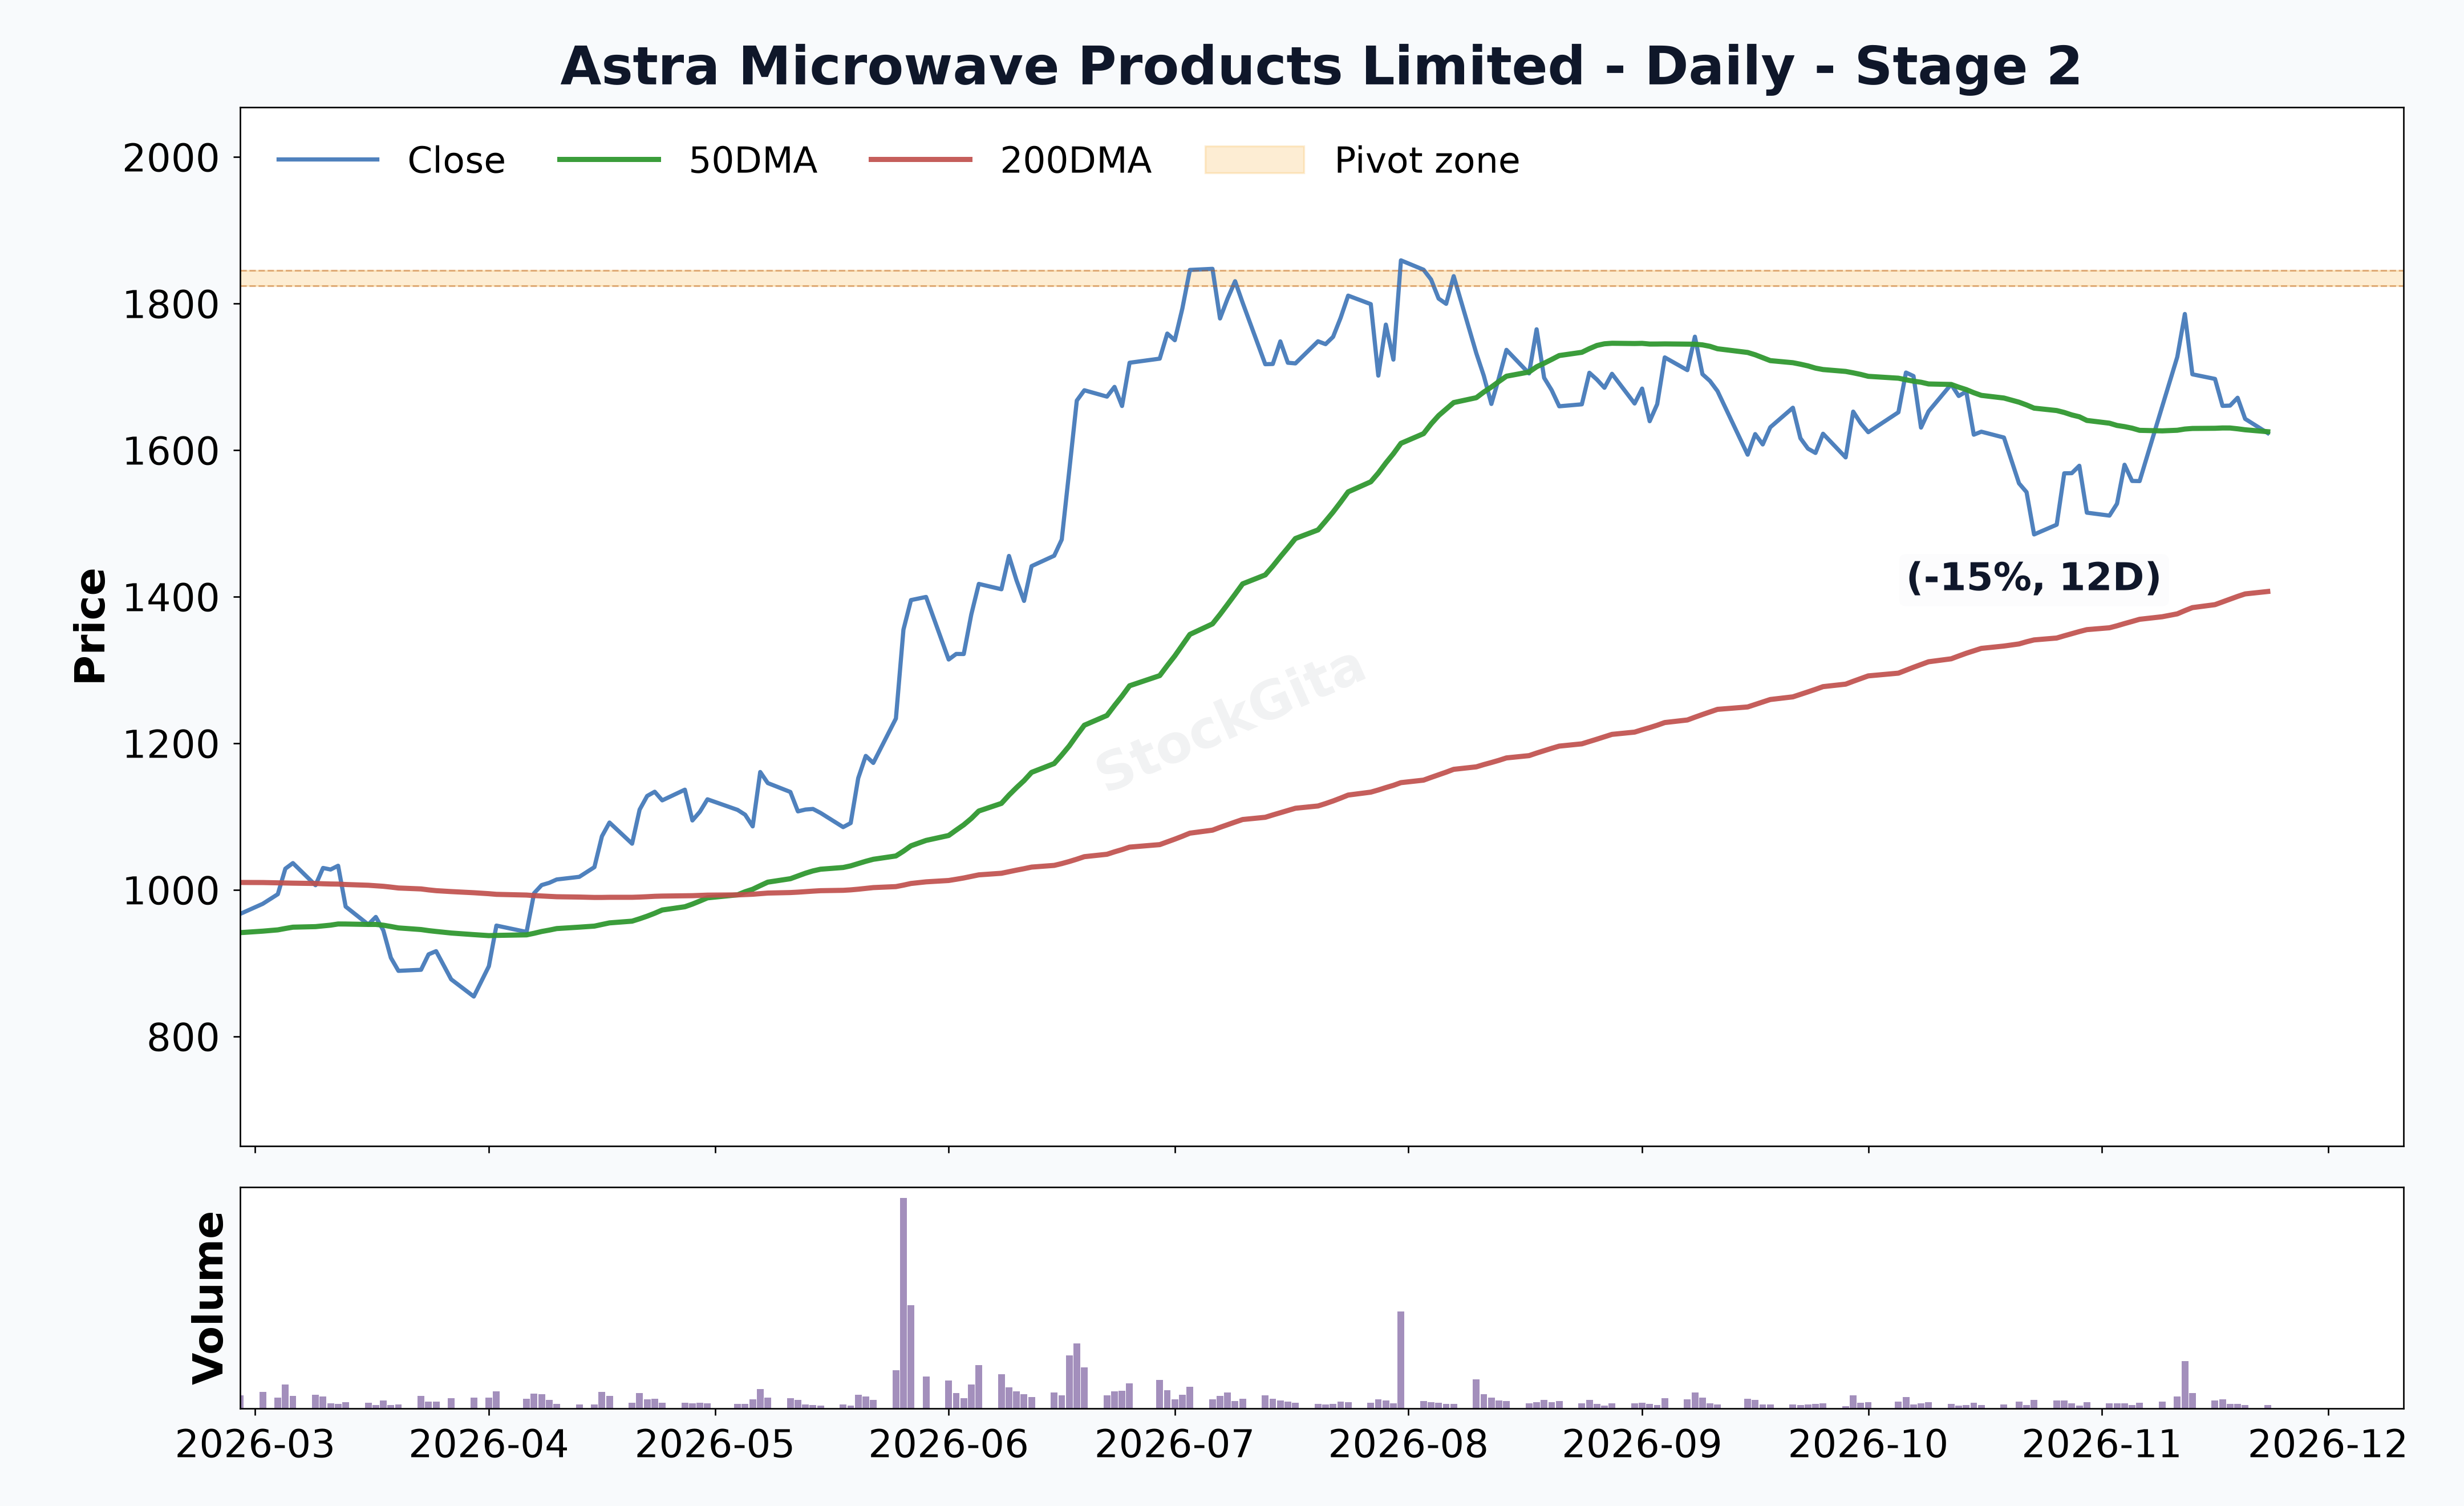 Astra Microwave Products Limited - Daily - Stage 2
Close 50DMA 200DMA Pivot zone
2000
1800
1600
1400
1200
1000
800
Price
(-15%, 12D)
StockGita
Volume
2026-03 2026-04 2026-05 2026-06 2026-07 2026-08 2026-09 2026-10 2026-11 2026-12